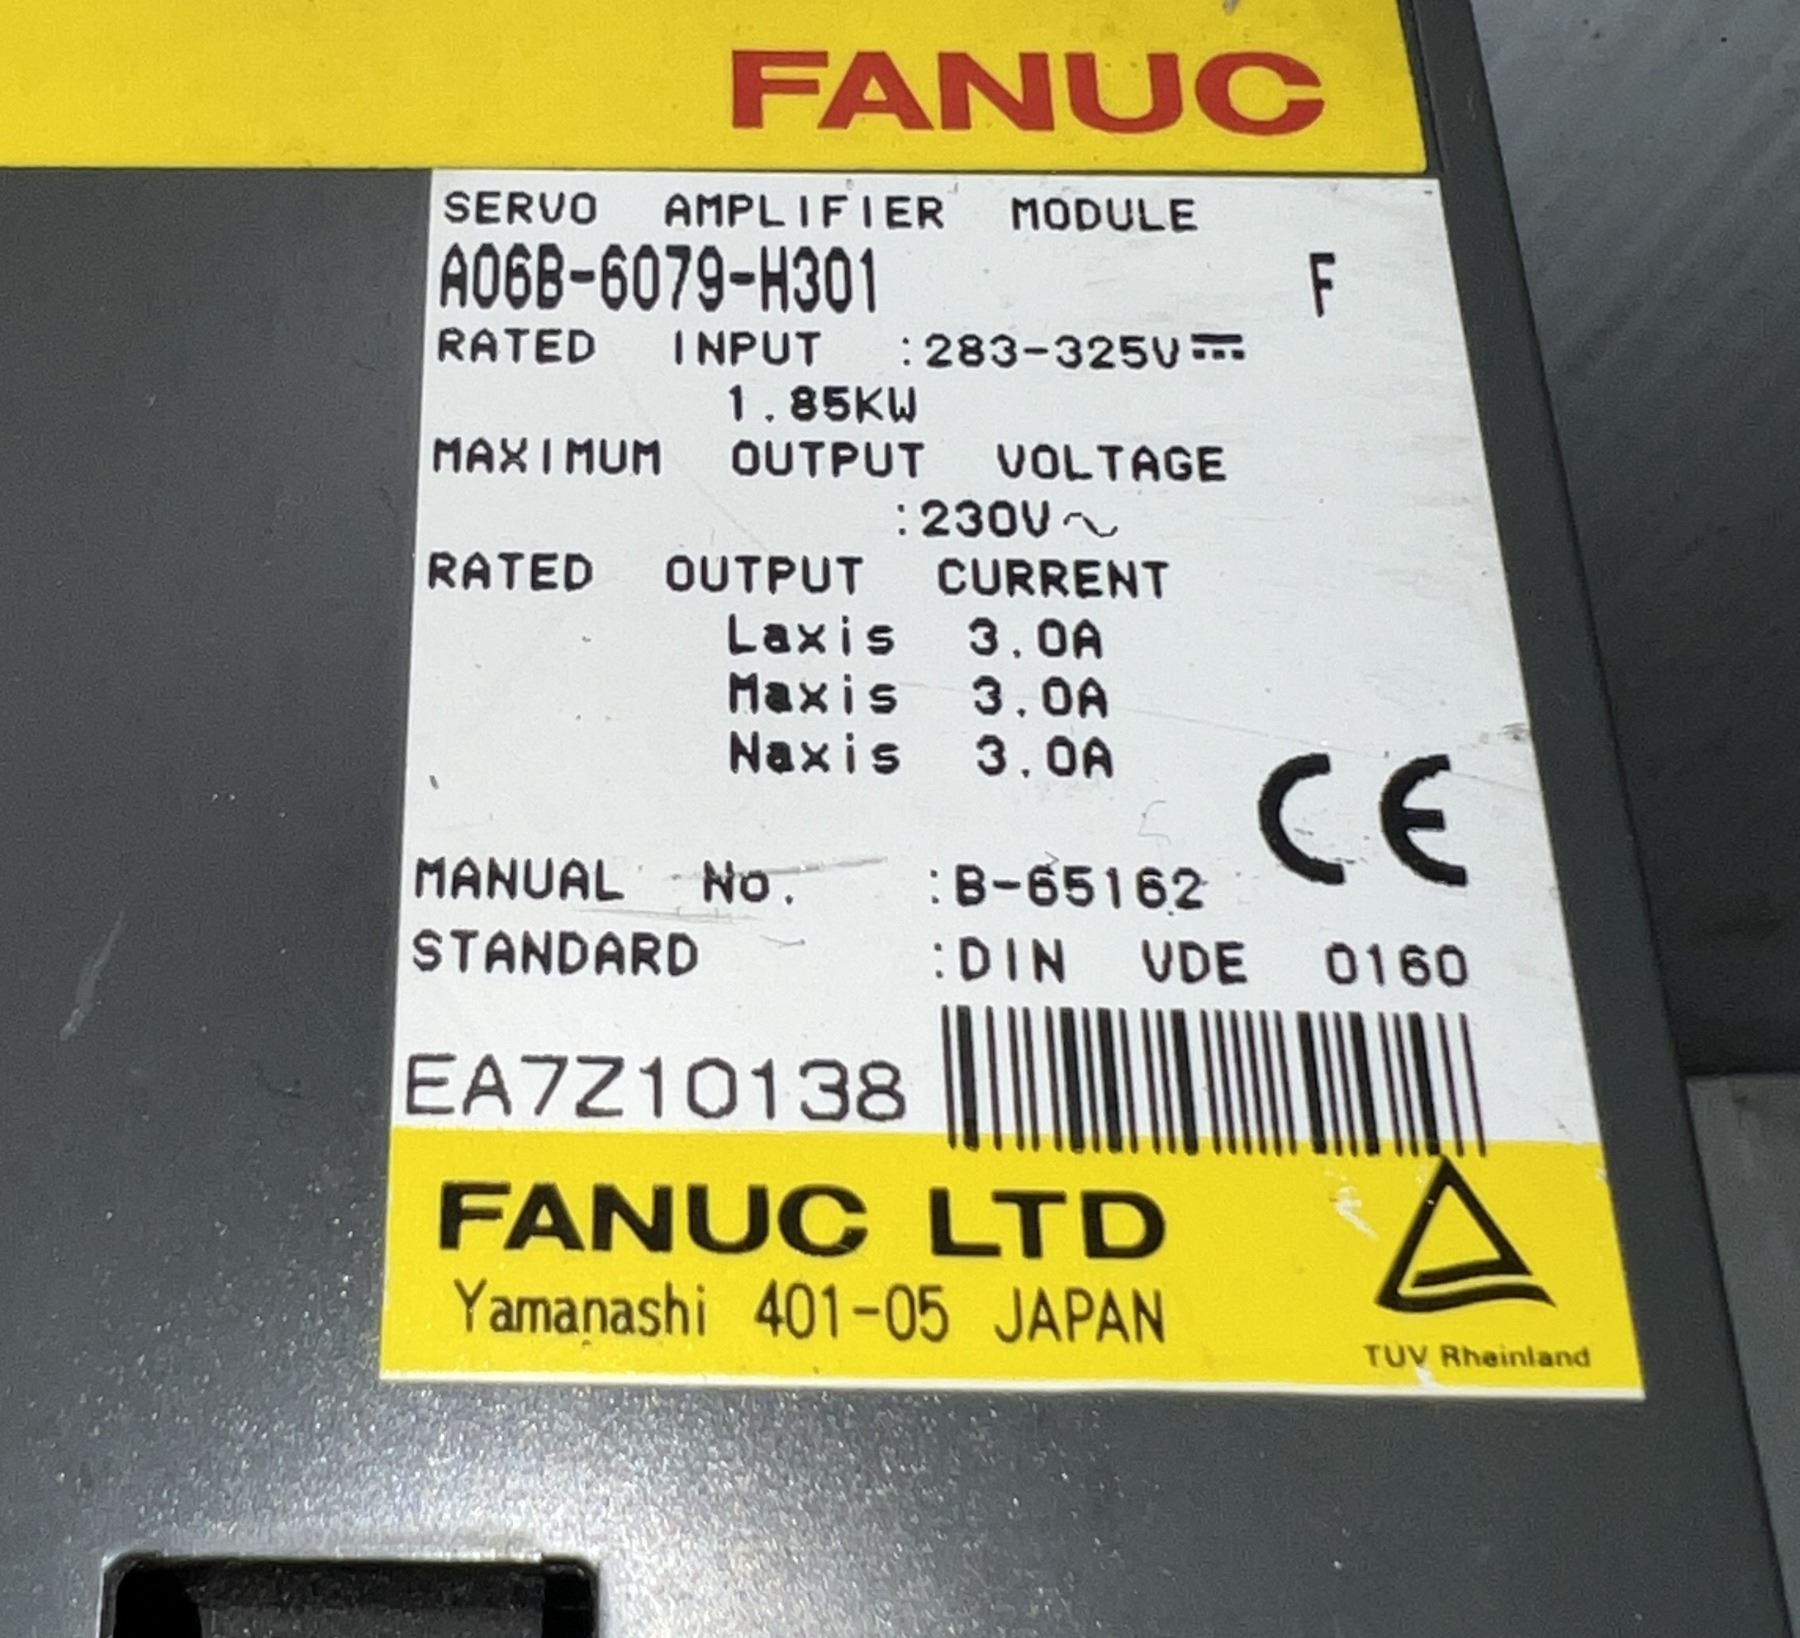 FANUC
SERVO AMPLIFIER MODULE
A06B-6079-H301 F
RATED INPUT :283-325V⎓
1.85KW
MAXIMUM OUTPUT VOLTAGE
:230V~
RATED OUTPUT CURRENT
Laxis 3.0A
Maxis 3.0A
Naxis 3.0A
CE
MANUAL No. :B-65162
STANDARD :DIN VDE 0160
EA7Z10138
FANUC LTD
Yamanashi 401-05 JAPAN
TÜV Rheinland